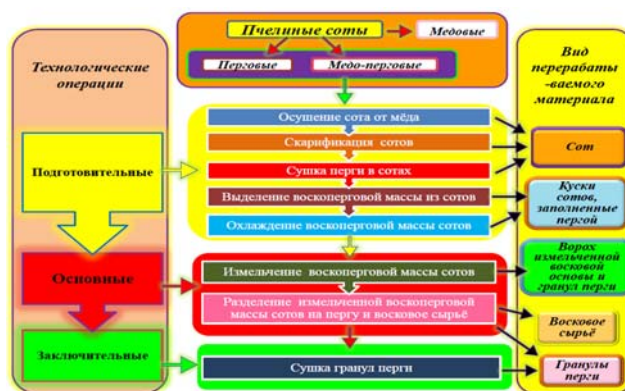 Пчелиные соты
Медовые
Перговые
Медо-перговые
Технологические
операции
Вид
перерабаты
-ваемого
материала
Осушение сота от мёда
Скарификация сотов
Сушка перги в сотах
Выделение восκοперговой массы из сотов
Охлаждение восковерговой массы сотов
Подготовительные
Сот
Куски
сотов,
заполненные
пергой
Основные
Измельчение воскоперговой массы сотов
Разделение измельченной воскоперговой
массы сотов на пергу и восковое сырьё
Ворох
измельченной
восковой
основы и
гранул перги
Восковое
сырьё
Заключительные
Сушка гранул перги
Гранулы
перги